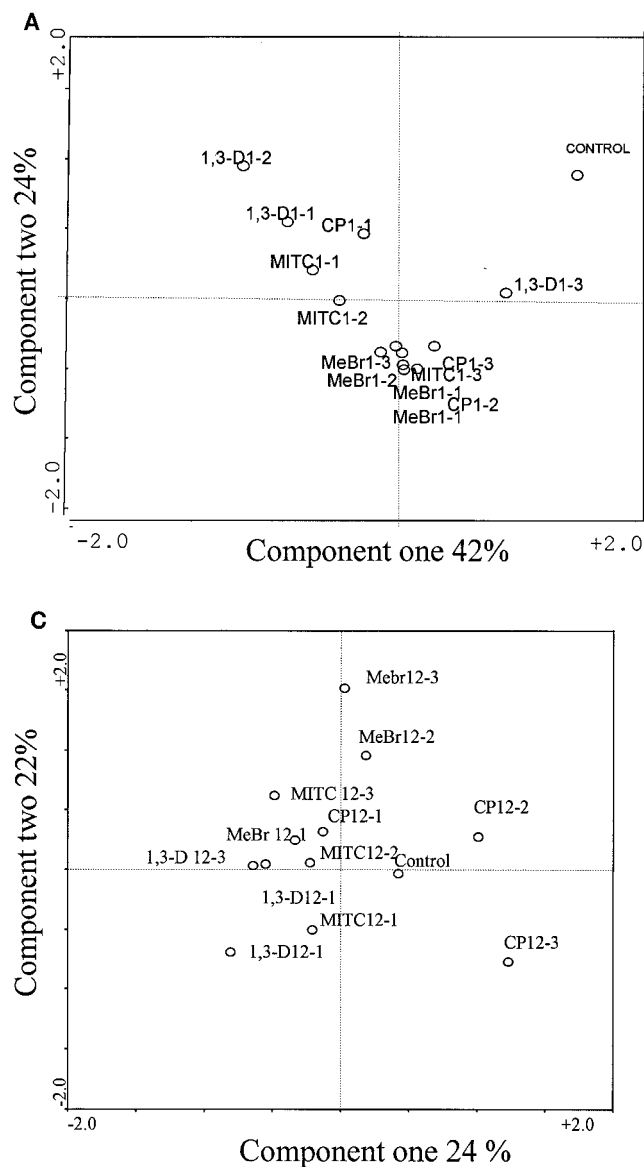 A
+2.0
Component two 24%
1,3-D1-2
CONTROL
1,3-D1-1
CP1-1
MITC1-1
1,3-D1-3
MITC1-2
MeBr1-3
CP1-3
MeBr1-2
MITC1-3
MeBr1-1
CP1-2
MeBr1-1
-2.0
-2.0
Component one 42%
+2.0
C
+2.0
Component two 22%
Mebr12-3
MeBr12-2
MITC 12-3
CP12-1
CP12-2
MeBr 12-1
1,3-D 12-3
MITC12-2
Control
1,3-D12-1
MITC12-1
CP12-3
1,3-D12-1
-2.0
-2.0
Component one 24 %
+2.0